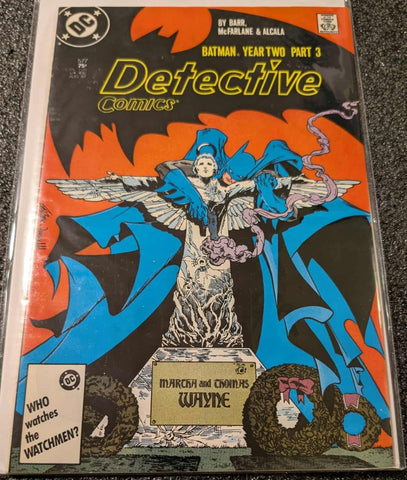 DC
BY BARR,
McFARLANE & ALCALA
BATMAN: YEAR TWO PART 3
75¢
Detective
COMICS
MARTHA and THOMAS
WAYNE
DC
WHO
watches
the
WATCHMEN?